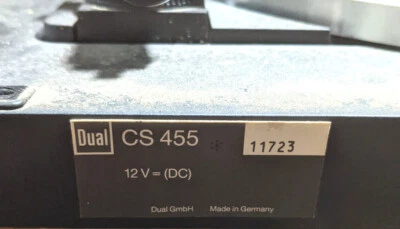 Dual CS 455 * 11723
12 V = (DC)
Dual GmbH Made in Germany